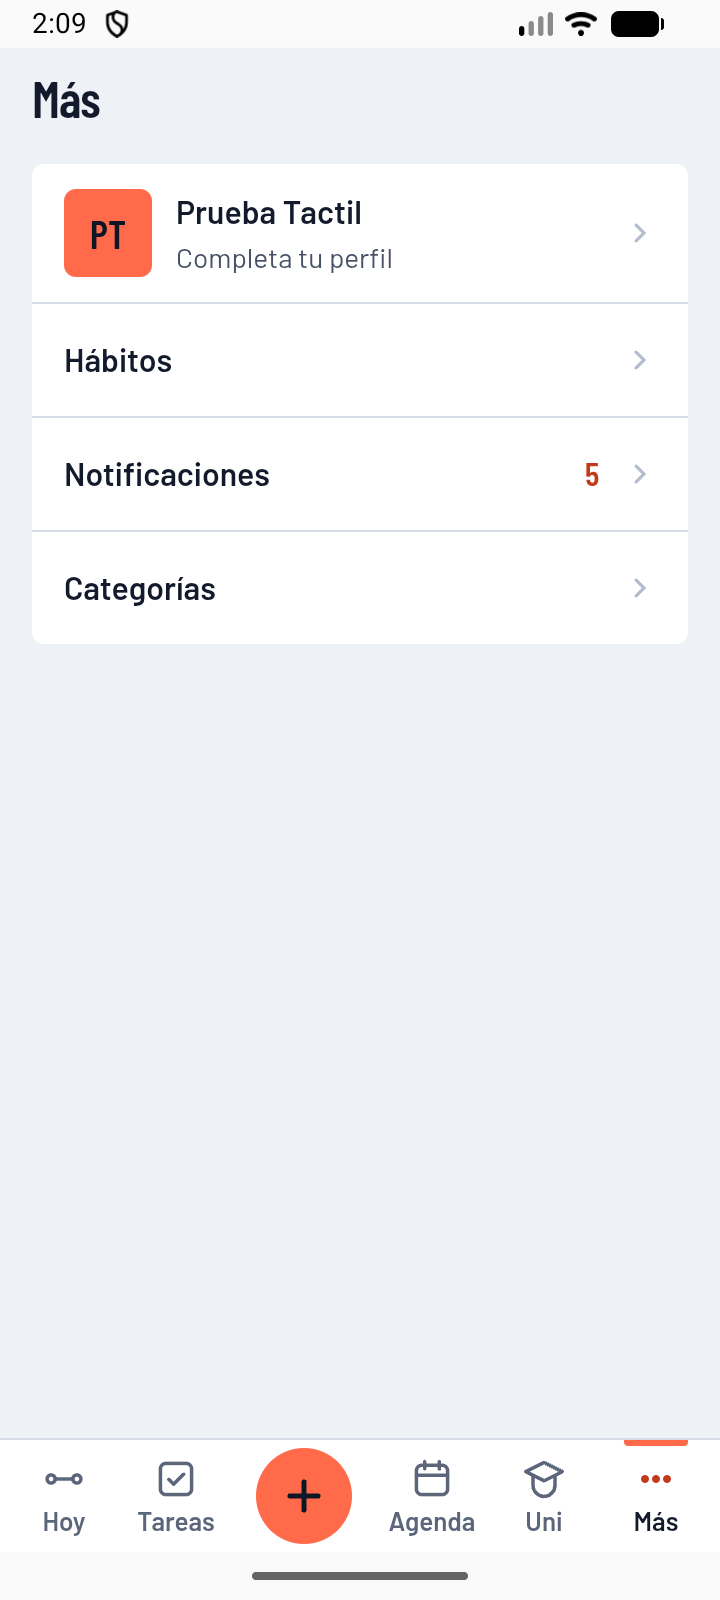 2:09
Más
PT
Prueba Tactil
Completa tu perfil
Hábitos
Notificaciones 5
Categorías
Hoy Tareas Agenda Uni Más